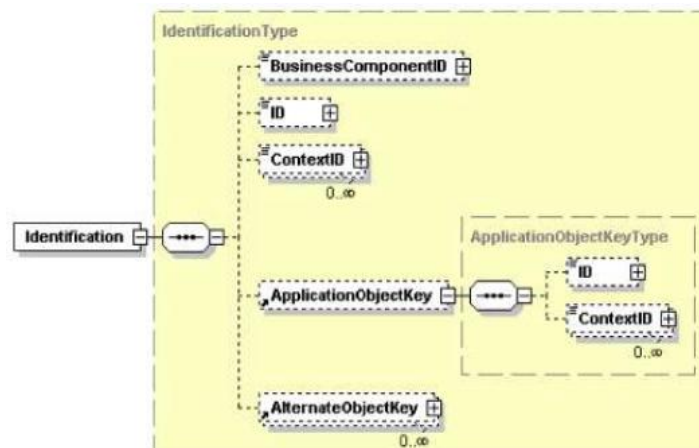 IdentificationType
BusinessComponentID
ID
ContextID
0..∞
Identification
ApplicationObjectKeyType
ID
ApplicationObjectKey
ContextID
0..∞
AlternateObjectKey
0..∞